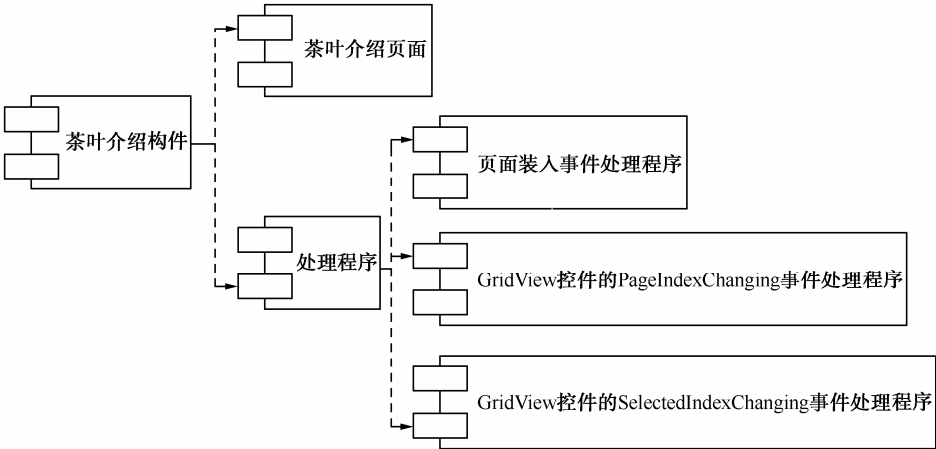 茶叶介绍页面
茶叶介绍构件
页面装入事件处理程序
处理程序
GridView控件的PageIndexChanging事件处理程序
GridView控件的SelectedIndexChanging事件处理程序